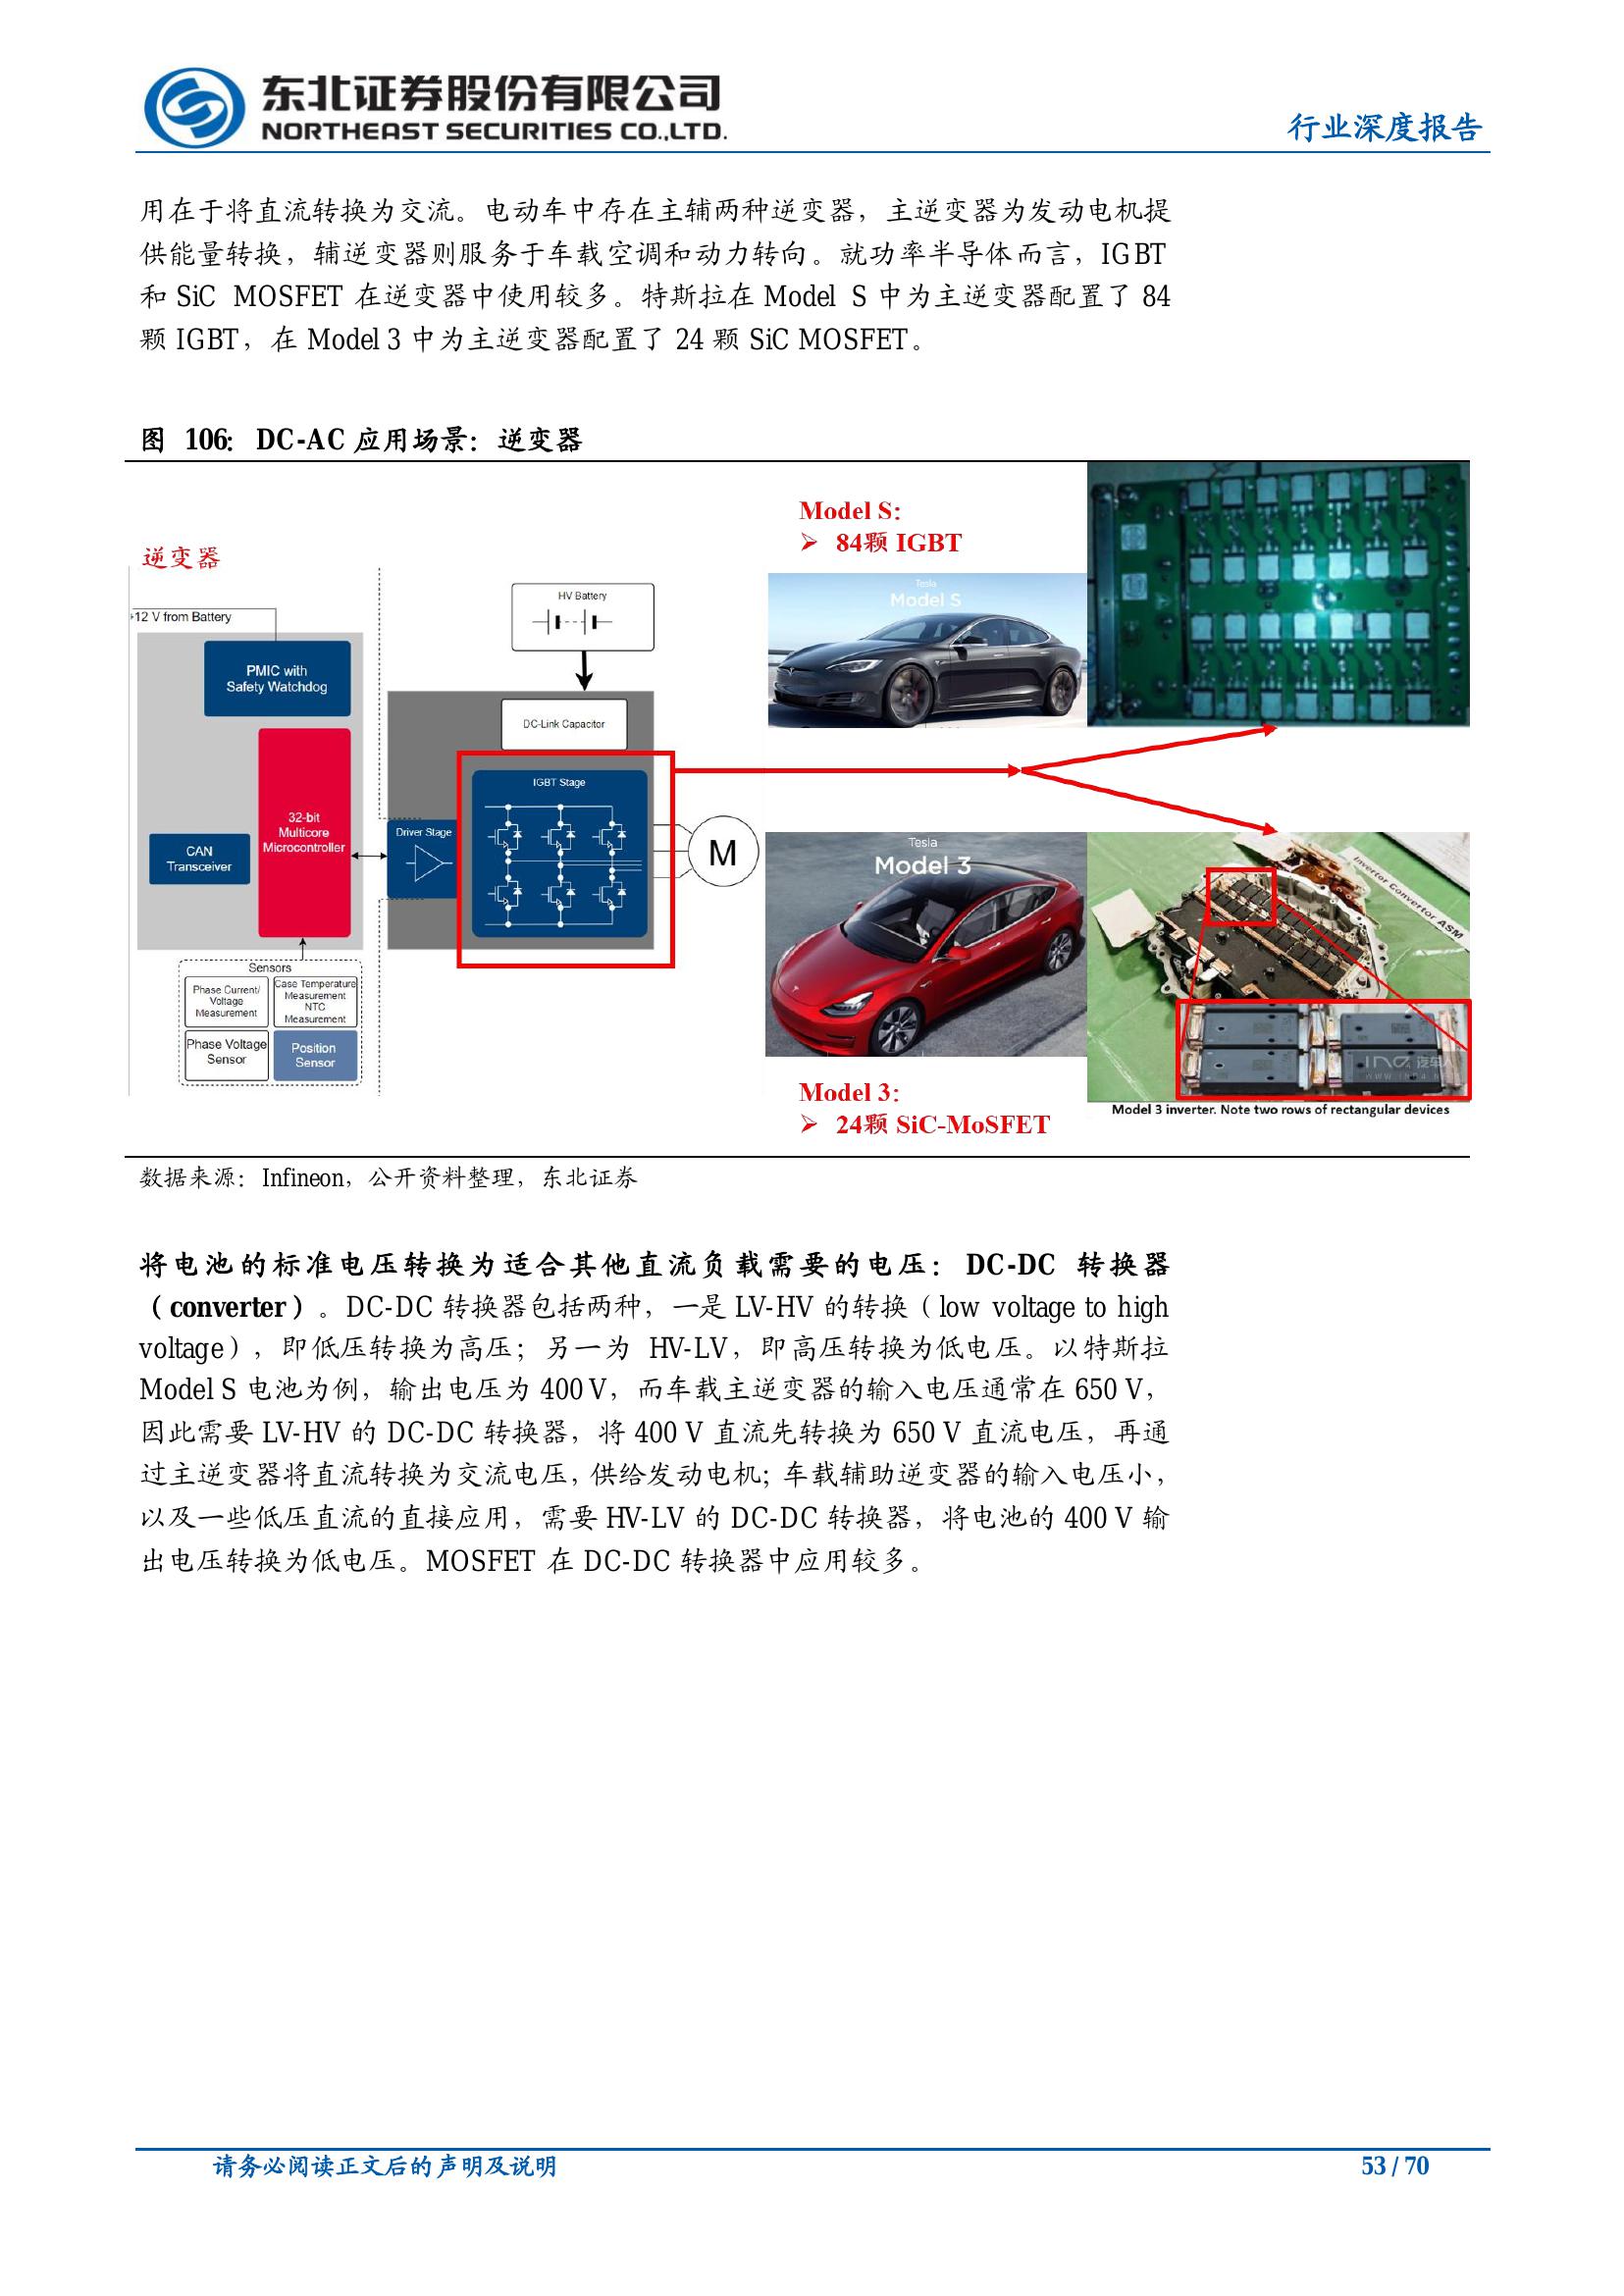 东北证券股份有限公司
NORTHEAST SECURITIES CO.,LTD.
行业深度报告
用在于将直流转换为交流。电动车中存在主辅两种逆变器，主逆变器为发动电机提
供能量转换，辅逆变器则服务于车载空调和动力转向。就功率半导体而言，IGBT
和 SiC MOSFET 在逆变器中使用较多。特斯拉在 Model S 中为主逆变器配置了 84
颗 IGBT，在 Model 3 中为主逆变器配置了 24 颗 SiC MOSFET。
图 106：DC-AC 应用场景：逆变器
逆变器
12 V from Battery
PMIC with
Safety Watchdog
32-bit
Multicore
Microcontroller
CAN
Transceiver
Sensors
Phase Current/
Voltage
Measurement
Case Temperature
Measurement
NTC
Measurement
Phase Voltage
Sensor
Position
Sensor
HV Battery
DC-Link Capacitor
IGBT Stage
Driver Stage
M
Model S：
➢ 84颗 IGBT
Tesla
Model S
Tesla
Model 3
Model 3：
➢ 24颗 SiC-MoSFET
Invertor Convertor ASM
Model 3 inverter. Note two rows of rectangular devices
数据来源：Infineon，公开资料整理，东北证券
将电池的标准电压转换为适合其他直流负载需要的电压：DC-DC 转换器
（converter）。DC-DC 转换器包括两种，一是 LV-HV 的转换（low voltage to high
voltage），即低压转换为高压；另一为 HV-LV，即高压转换为低电压。以特斯拉
Model S 电池为例，输出电压为 400 V，而车载主逆变器的输入电压通常在 650 V，
因此需要 LV-HV 的 DC-DC 转换器，将 400 V 直流先转换为 650 V 直流电压，再通
过主逆变器将直流转换为交流电压，供给发动电机；车载辅助逆变器的输入电压小，
以及一些低压直流的直接应用，需要 HV-LV 的 DC-DC 转换器，将电池的 400 V 输
出电压转换为低电压。MOSFET 在 DC-DC 转换器中应用较多。
请务必阅读正文后的声明及说明
53 / 70